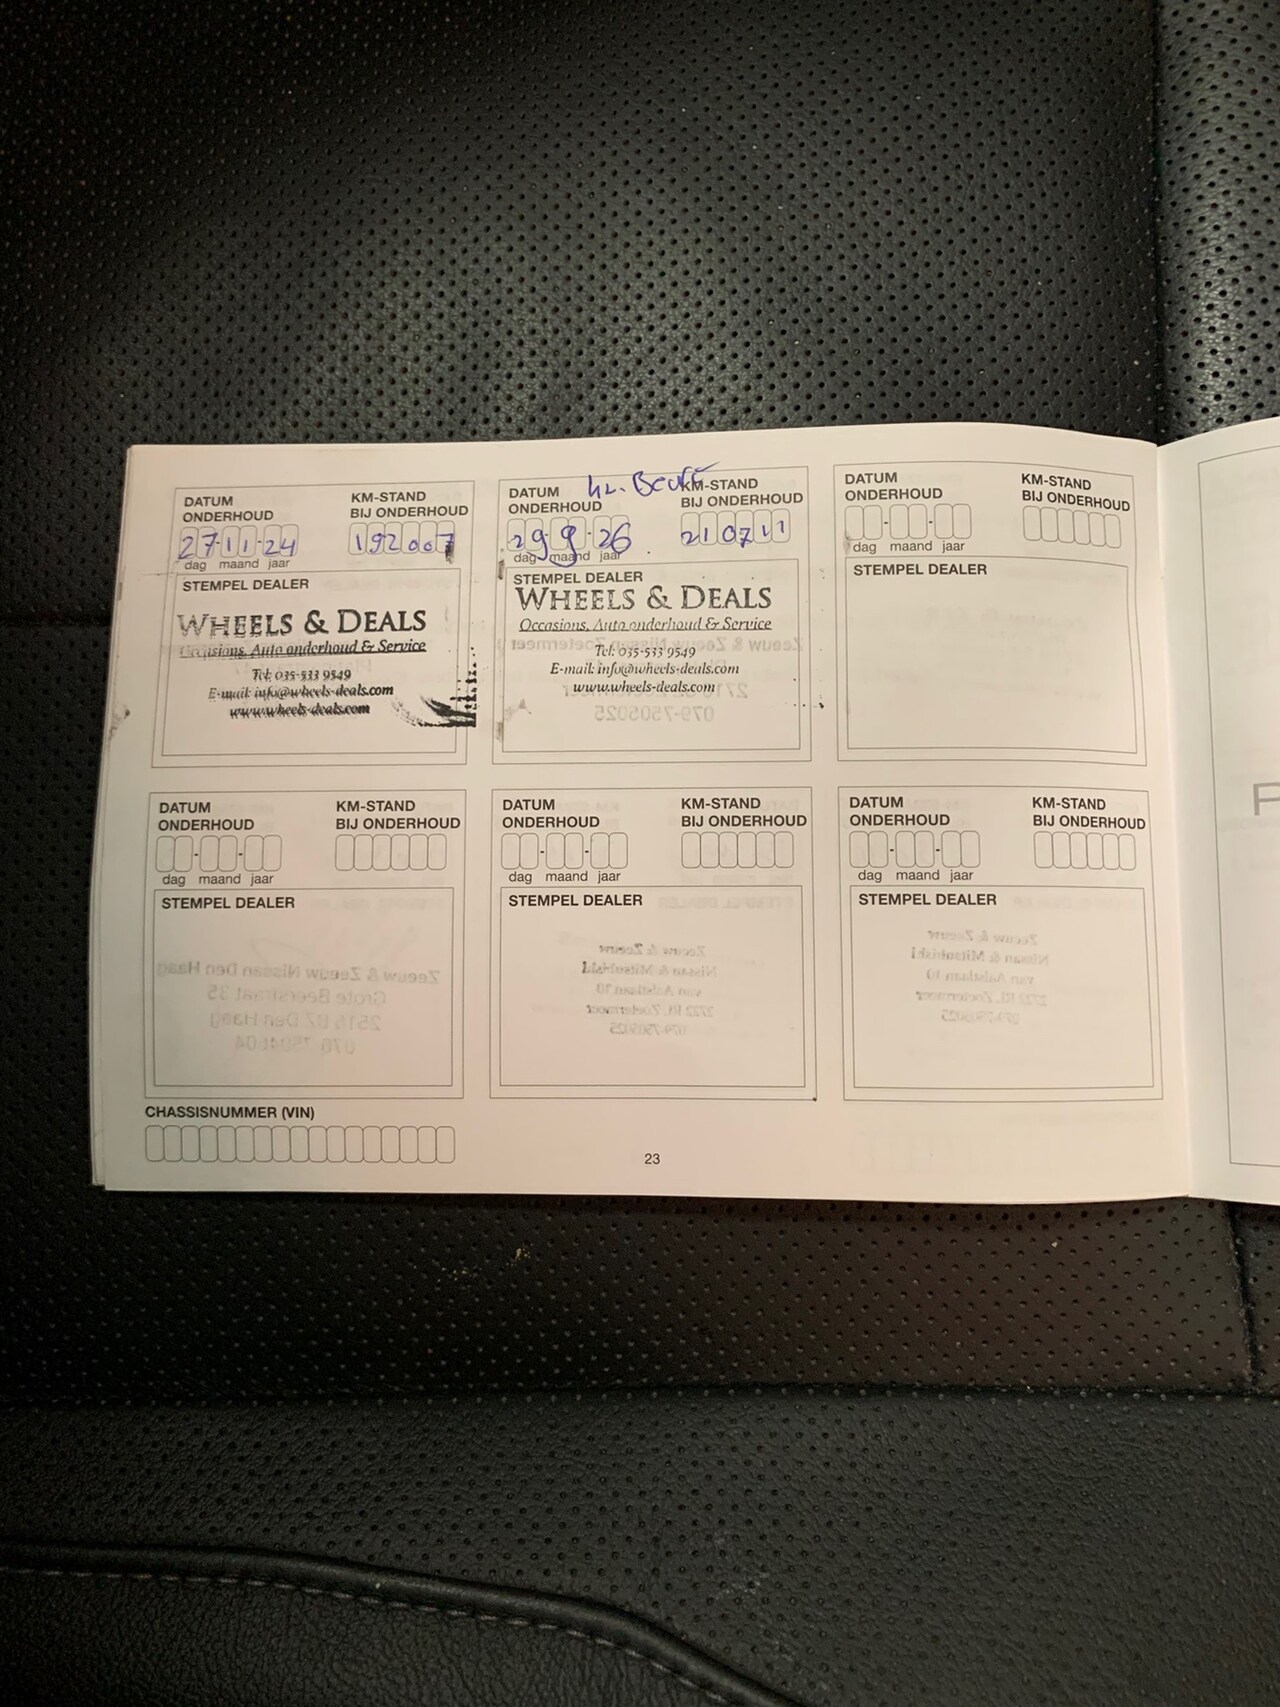 DATUM
ONDERHOUD
KM-STAND
BIJ ONDERHOUD
27-11-24
192007
dag maand jaar
STEMPEL DEALER
WHEELS & DEALS
Occasions, Auto onderhoud & Service
Tel: 035-533 9549
E-mail: info@wheels-deals.com
www.wheels-deals.com
DATUM
ONDERHOUD
KM-STAND
BIJ ONDERHOUD
29-9-26
210711
dag maand jaar
STEMPEL DEALER
WHEELS & DEALS
Occasions, Auto onderhoud & Service
Tel: 035-533 9549
E-mail: info@wheels-deals.com
www.wheels-deals.com
DATUM
ONDERHOUD
KM-STAND
BIJ ONDERHOUD
dag maand jaar
STEMPEL DEALER
DATUM
ONDERHOUD
KM-STAND
BIJ ONDERHOUD
dag maand jaar
STEMPEL DEALER
DATUM
ONDERHOUD
KM-STAND
BIJ ONDERHOUD
dag maand jaar
STEMPEL DEALER
DATUM
ONDERHOUD
KM-STAND
BIJ ONDERHOUD
dag maand jaar
STEMPEL DEALER
CHASSISNUMMER (VIN)
23